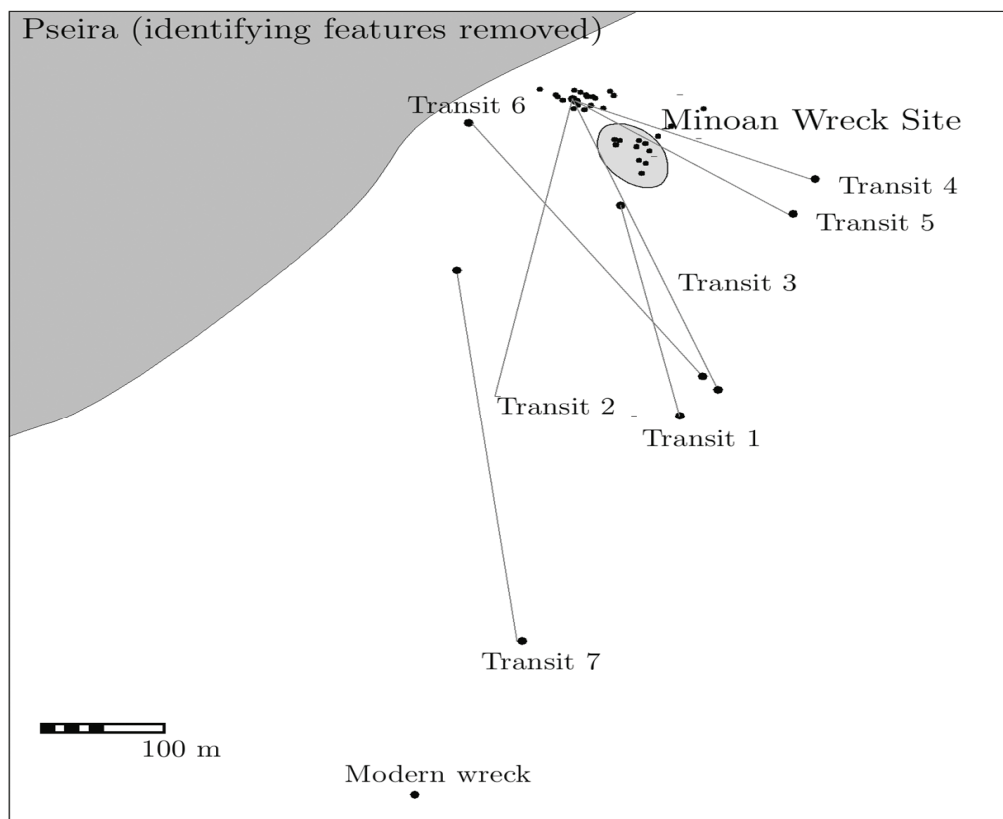 Pseira (identifying features removed)
Transit 6
Minoan Wreck Site
Transit 4
Transit 5
Transit 3
Transit 2
Transit 1
Transit 7
100 m
Modern wreck